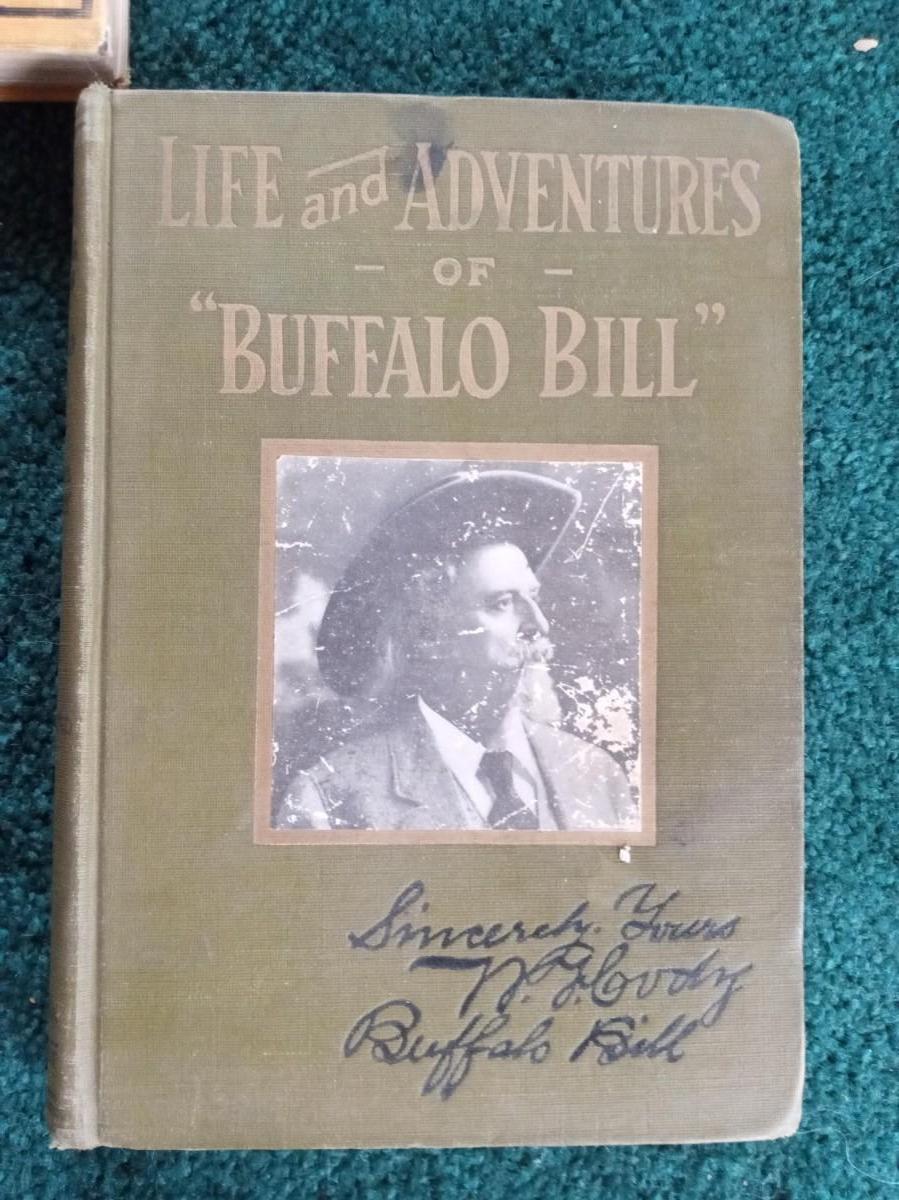 LIFE and ADVENTURES
- OF -
"BUFFALO BILL"
Sincerely Yours
W. F. Cody
Buffalo Bill